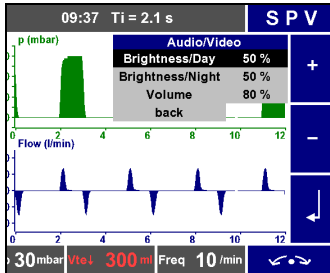 09:37 Ti = 2.1 s
S P V
p (mbar)
Audio/Video
Brightness/Day 50 %
Brightness/Night 50 %
Volume 80 %
back
+
0 2 4 6 8 10 12
Flow (l/min)
−
0 2 4 6 8 10 12
30 mbar Vte↓ 300 ml Freq 10 /min